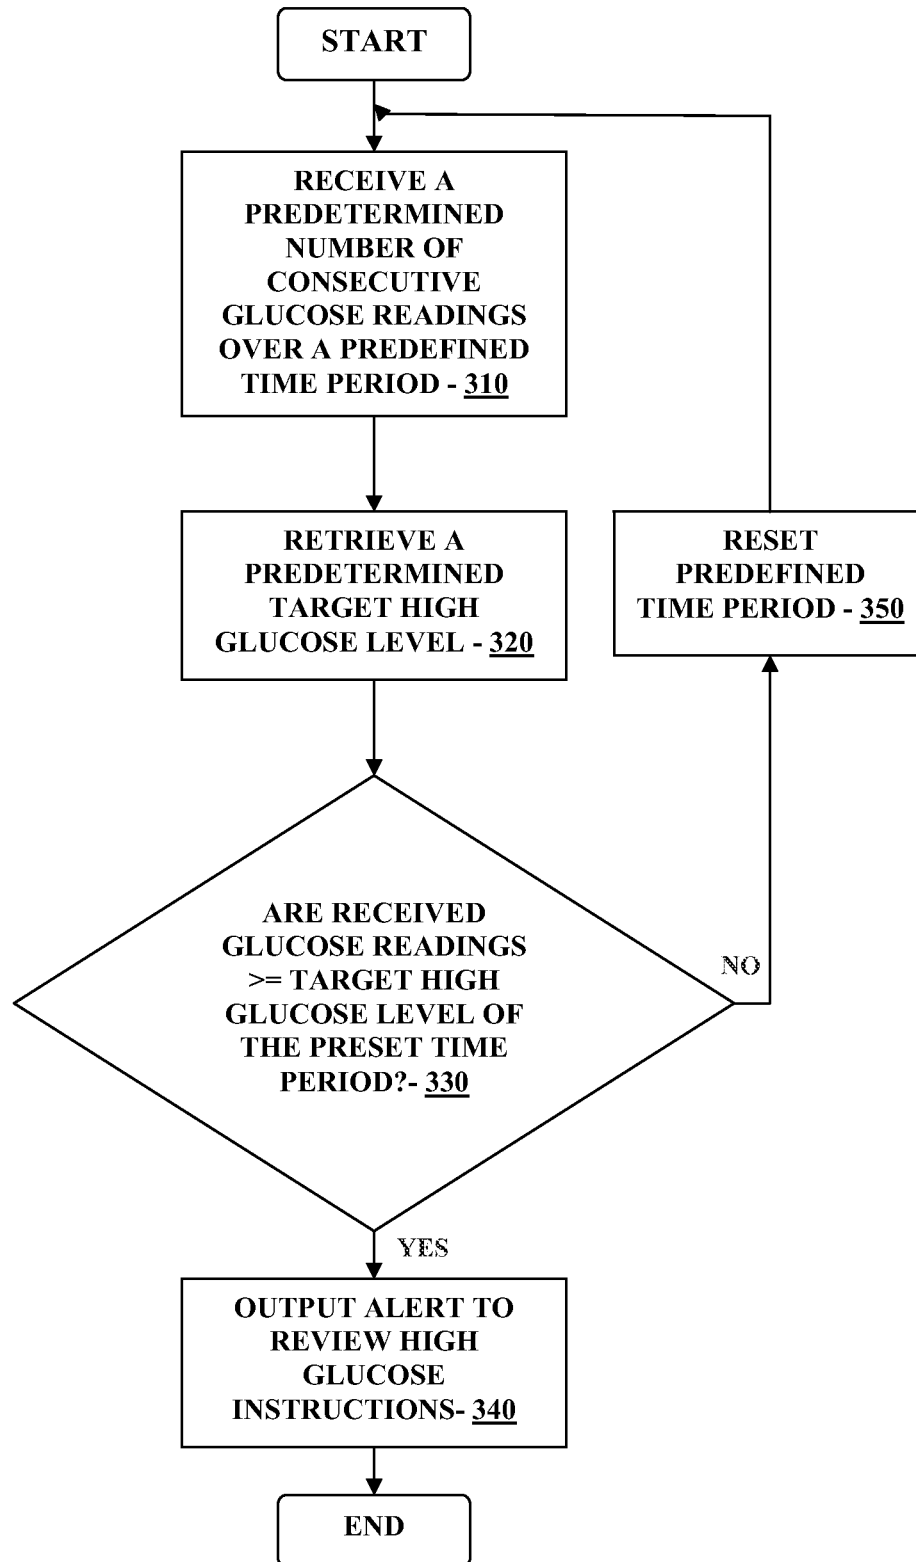 START
RECEIVE A
PREDETERMINED
NUMBER OF
CONSECUTIVE
GLUCOSE READINGS
OVER A PREDEFINED
TIME PERIOD - 310
RETRIEVE A
PREDETERMINED
TARGET HIGH
GLUCOSE LEVEL - 320
RESET
PREDEFINED
TIME PERIOD - 350
ARE RECEIVED
GLUCOSE READINGS
>= TARGET HIGH
GLUCOSE LEVEL OF
THE PRESET TIME
PERIOD?- 330
NO
YES
OUTPUT ALERT TO
REVIEW HIGH
GLUCOSE
INSTRUCTIONS- 340
END